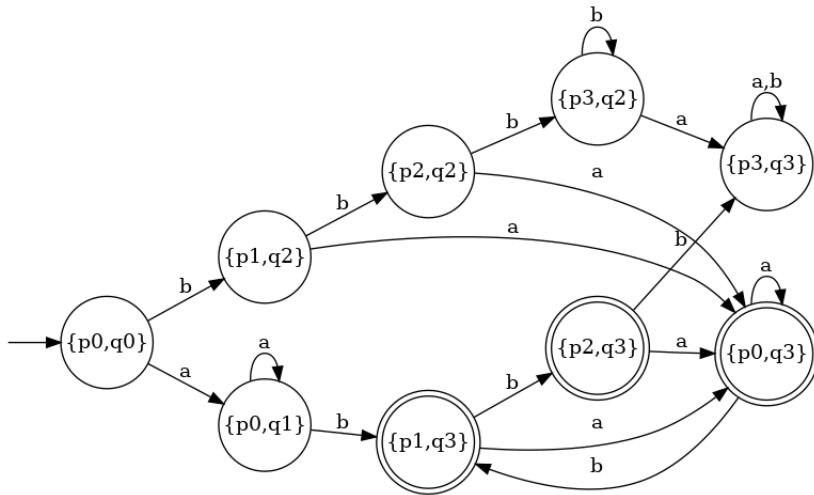 b
{p3,q2}
a,b
b
a
{p3,q3}
{p2,q2}
a
b
{p1,q2}
a
b
b
a
{p0,q0}
{p2,q3}
a
{p0,q3}
a
a
{p0,q1}
b
b
{p1,q3}
a
b